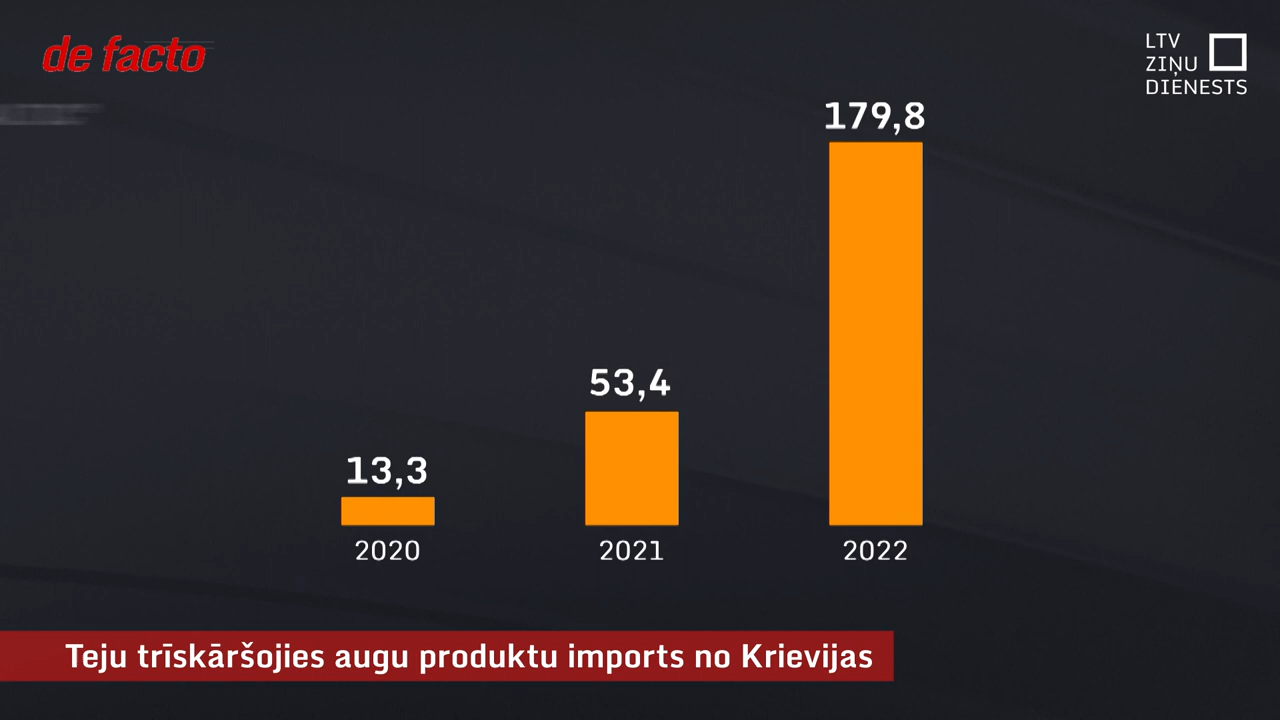 de facto
LTV
ZIŅU
DIENESTS
179,8
53,4
13,3
2020
2021
2022
Teju trīskāršojies augu produktu imports no Krievijas